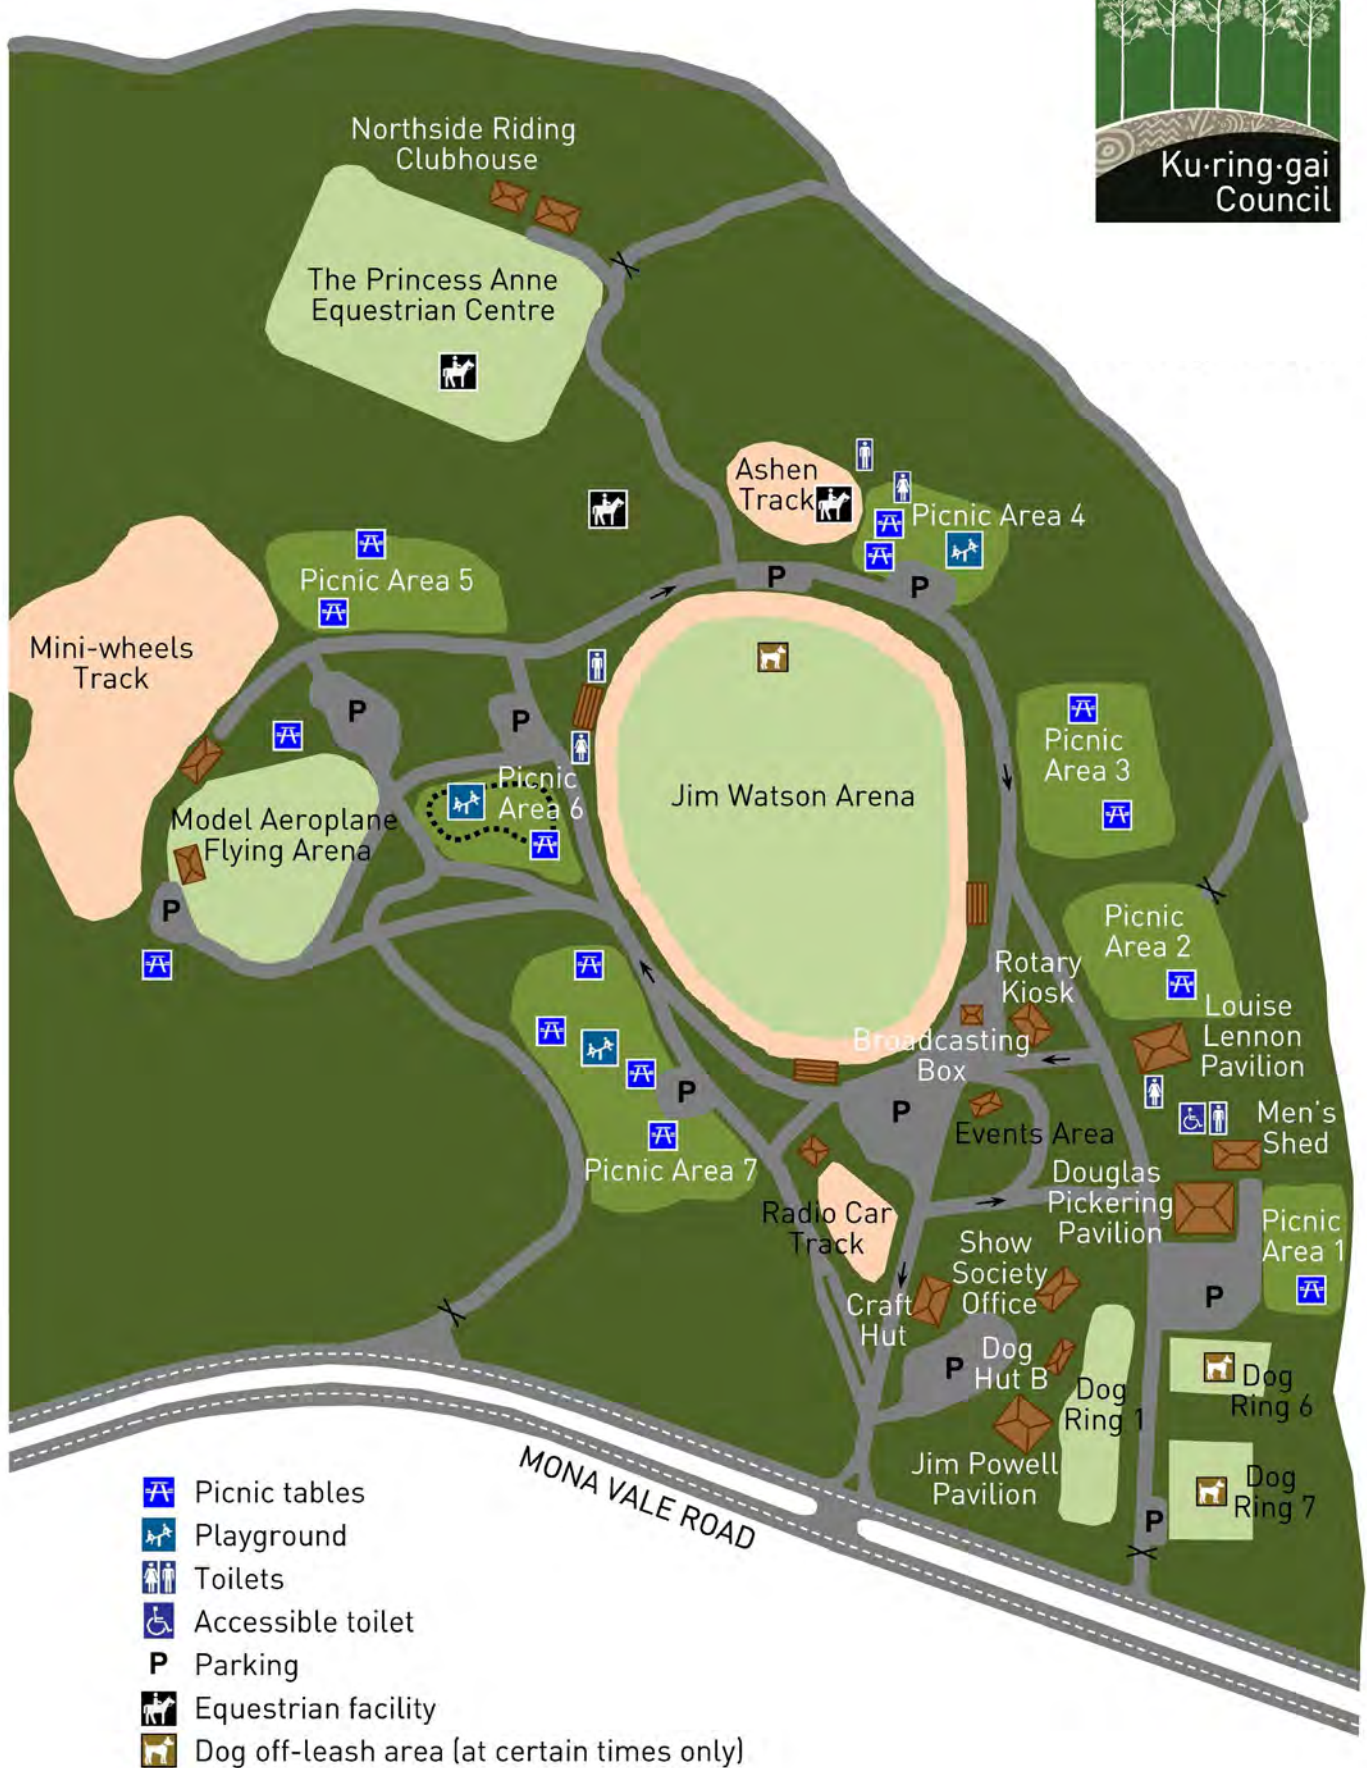 Ku·ring·gai
Council
Northside Riding
Clubhouse
The Princess Anne
Equestrian Centre
Ashen
Track
Picnic Area 4
P
P
Picnic Area 5
Mini-wheels
Track
P
P
Picnic
Area 6
Jim Watson Arena
Picnic
Area 3
Model Aeroplane
Flying Arena
P
Picnic
Area 2
Rotary
Kiosk
Louise
Lennon
Pavilion
Broadcasting
Box
P
P
Events Area
Men's
Shed
Picnic Area 7
Douglas
Pickering
Pavilion
Radio Car
Track
Picnic
Area 1
Show
Society
Office
P
Craft
Hut
Dog
Hut B
P
Dog
Ring 1
Dog
Ring 6
Jim Powell
Pavilion
Dog
Ring 7
P
MONA VALE ROAD
Picnic tables
Playground
Toilets
Accessible toilet
P Parking
Equestrian facility
Dog off-leash area (at certain times only)